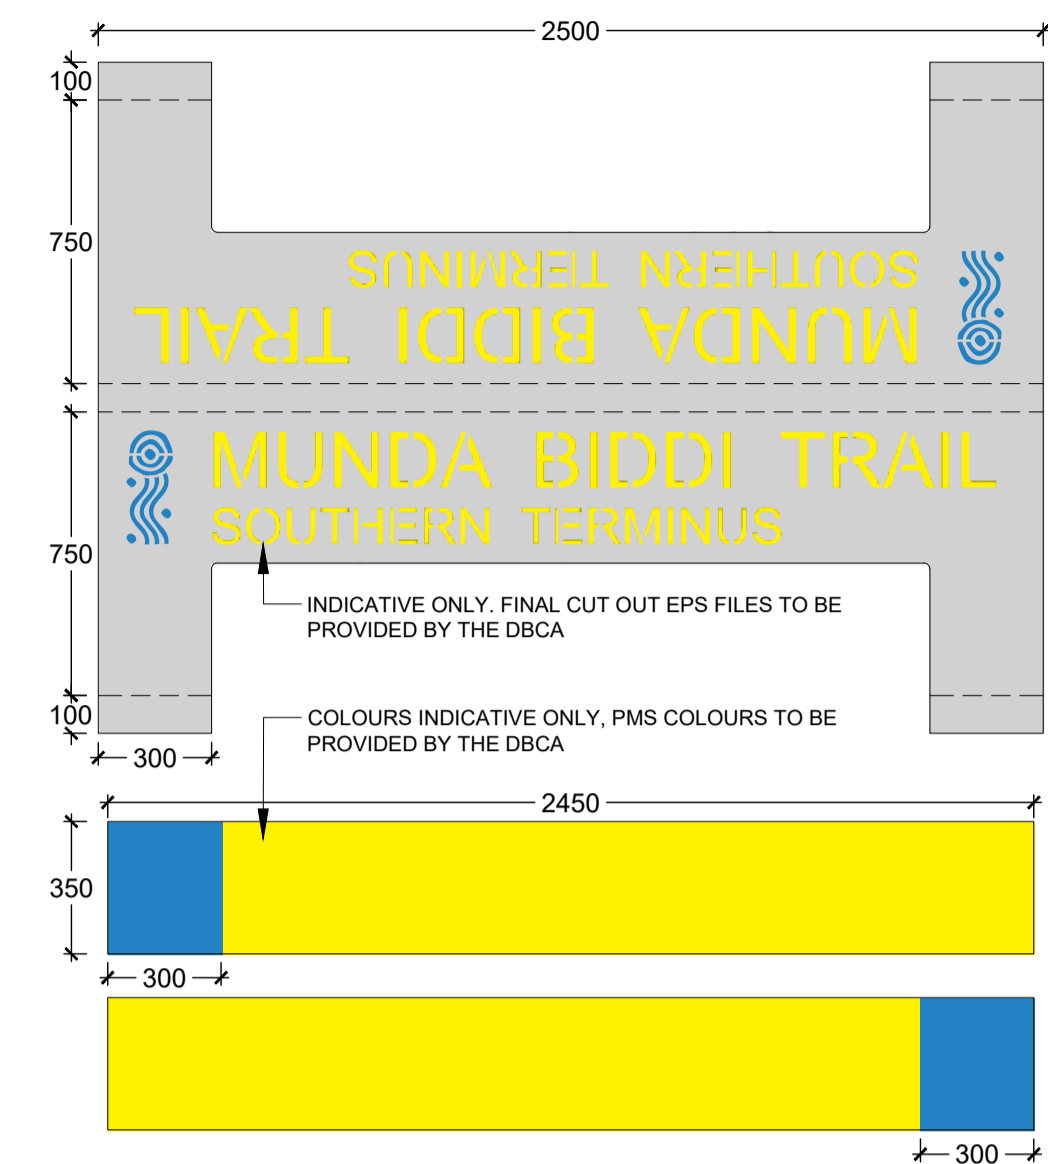 2500
100
750
SOUTHERN TERMINUS
MUNDA BIDDI TRAIL
MUNDA BIDDI TRAIL
SOUTHERN TERMINUS
750
INDICATIVE ONLY. FINAL CUT OUT EPS FILES TO BE
PROVIDED BY THE DBCA
100
COLOURS INDICATIVE ONLY, PMS COLOURS TO BE
PROVIDED BY THE DBCA
300
2450
350
300
300